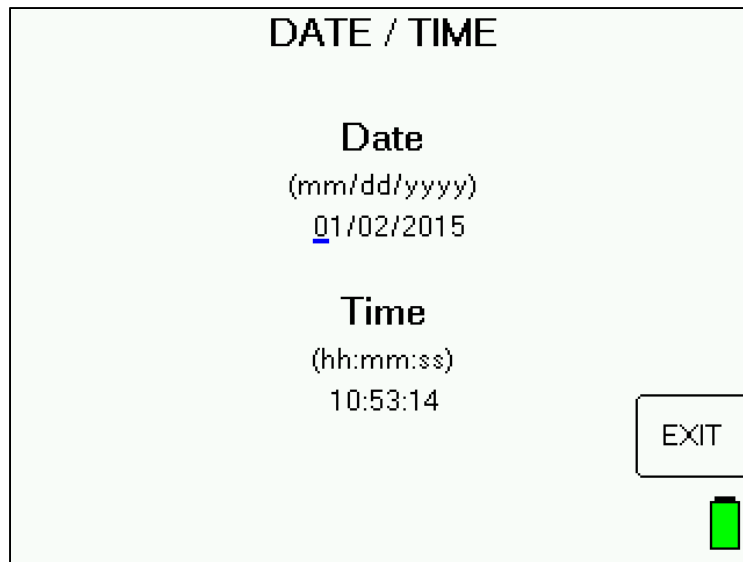 DATE / TIME
Date
(mm/dd/yyyy)
01/02/2015
Time
(hh:mm:ss)
10:53:14
EXIT